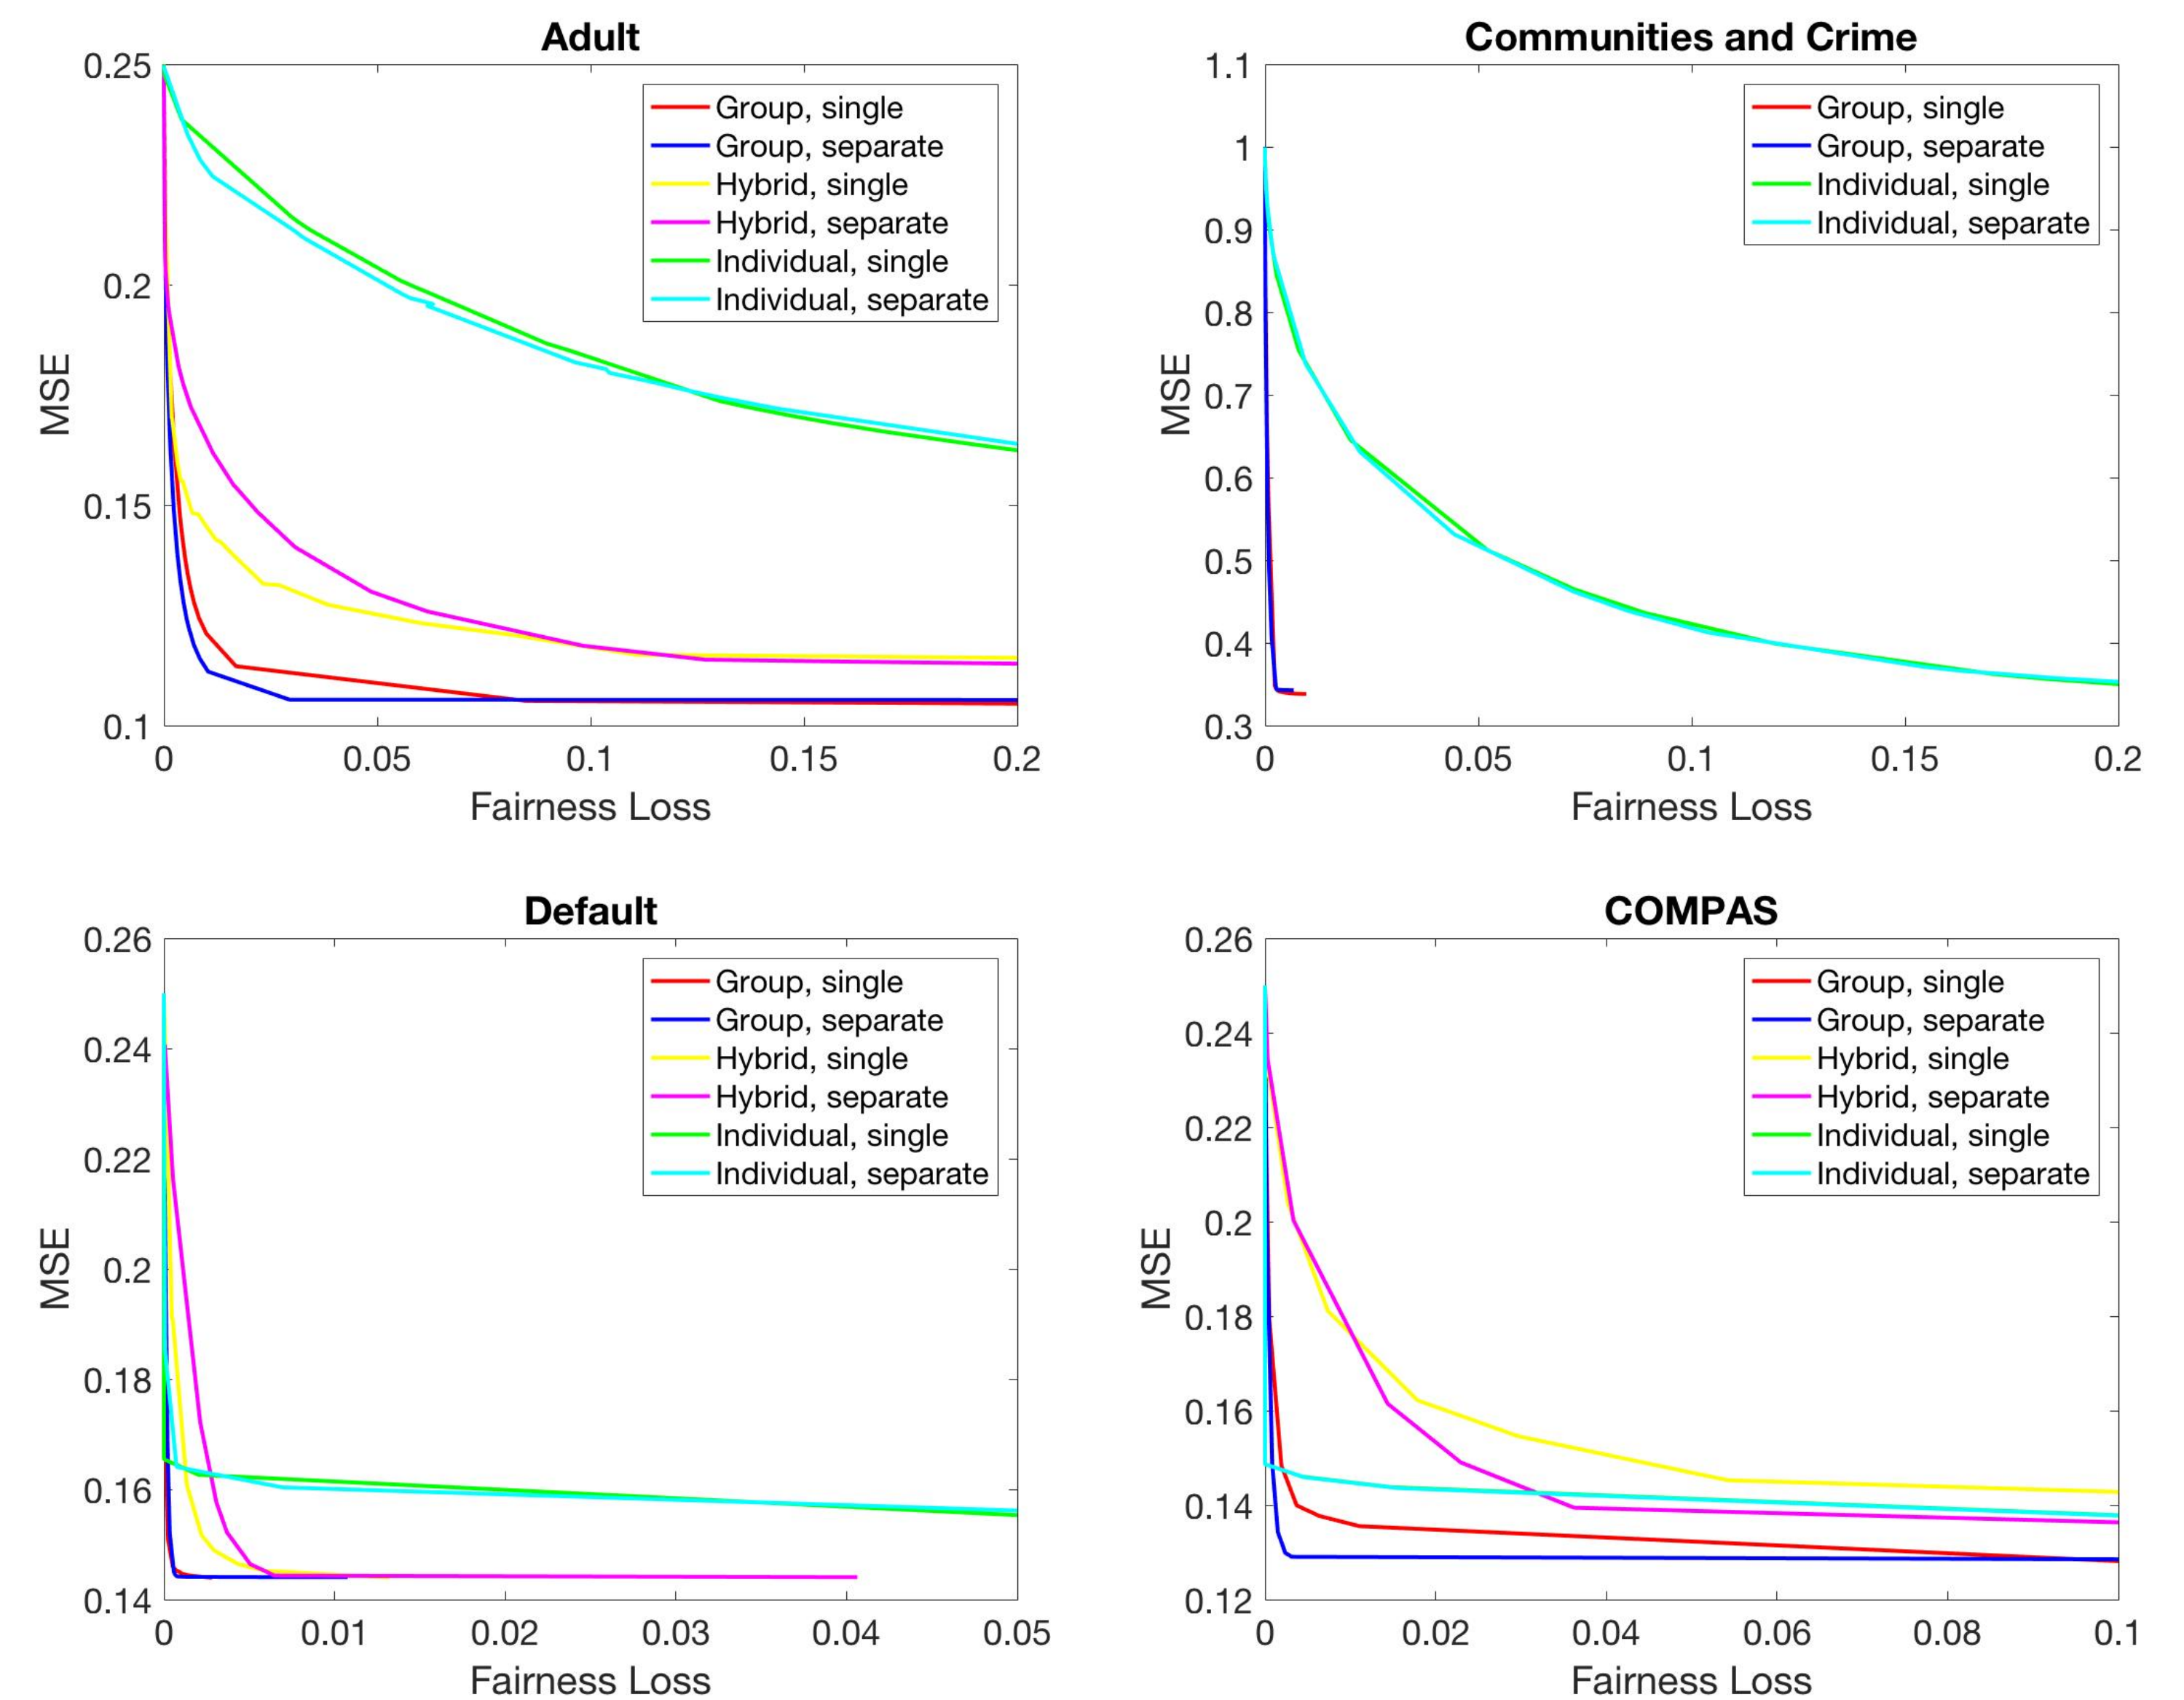 Adult
MSE
0.25
0.2
0.15
0.1
0
0.05
0.1
0.15
0.2
Fairness Loss
Group, single
Group, separate
Hybrid, single
Hybrid, separate
Individual, single
Individual, separate
Communities and Crime
MSE
1.1
1
0.9
0.8
0.7
0.6
0.5
0.4
0.3
0
0.05
0.1
0.15
0.2
Fairness Loss
Group, single
Group, separate
Individual, single
Individual, separate
Default
MSE
0.26
0.24
0.22
0.2
0.18
0.16
0.14
0
0.01
0.02
0.03
0.04
0.05
Fairness Loss
Group, single
Group, separate
Hybrid, single
Hybrid, separate
Individual, single
Individual, separate
COMPAS
MSE
0.26
0.24
0.22
0.2
0.18
0.16
0.14
0.12
0
0.02
0.04
0.06
0.08
0.1
Fairness Loss
Group, single
Group, separate
Hybrid, single
Hybrid, separate
Individual, single
Individual, separate